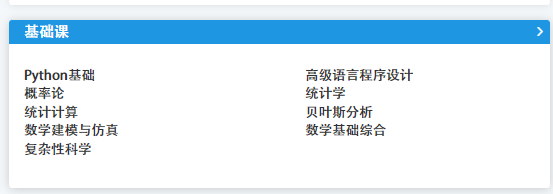 基础课
Python基础
高级语言程序设计
概率论
统计学
统计计算
贝叶斯分析
数学建模与仿真
数学基础综合
复杂性科学